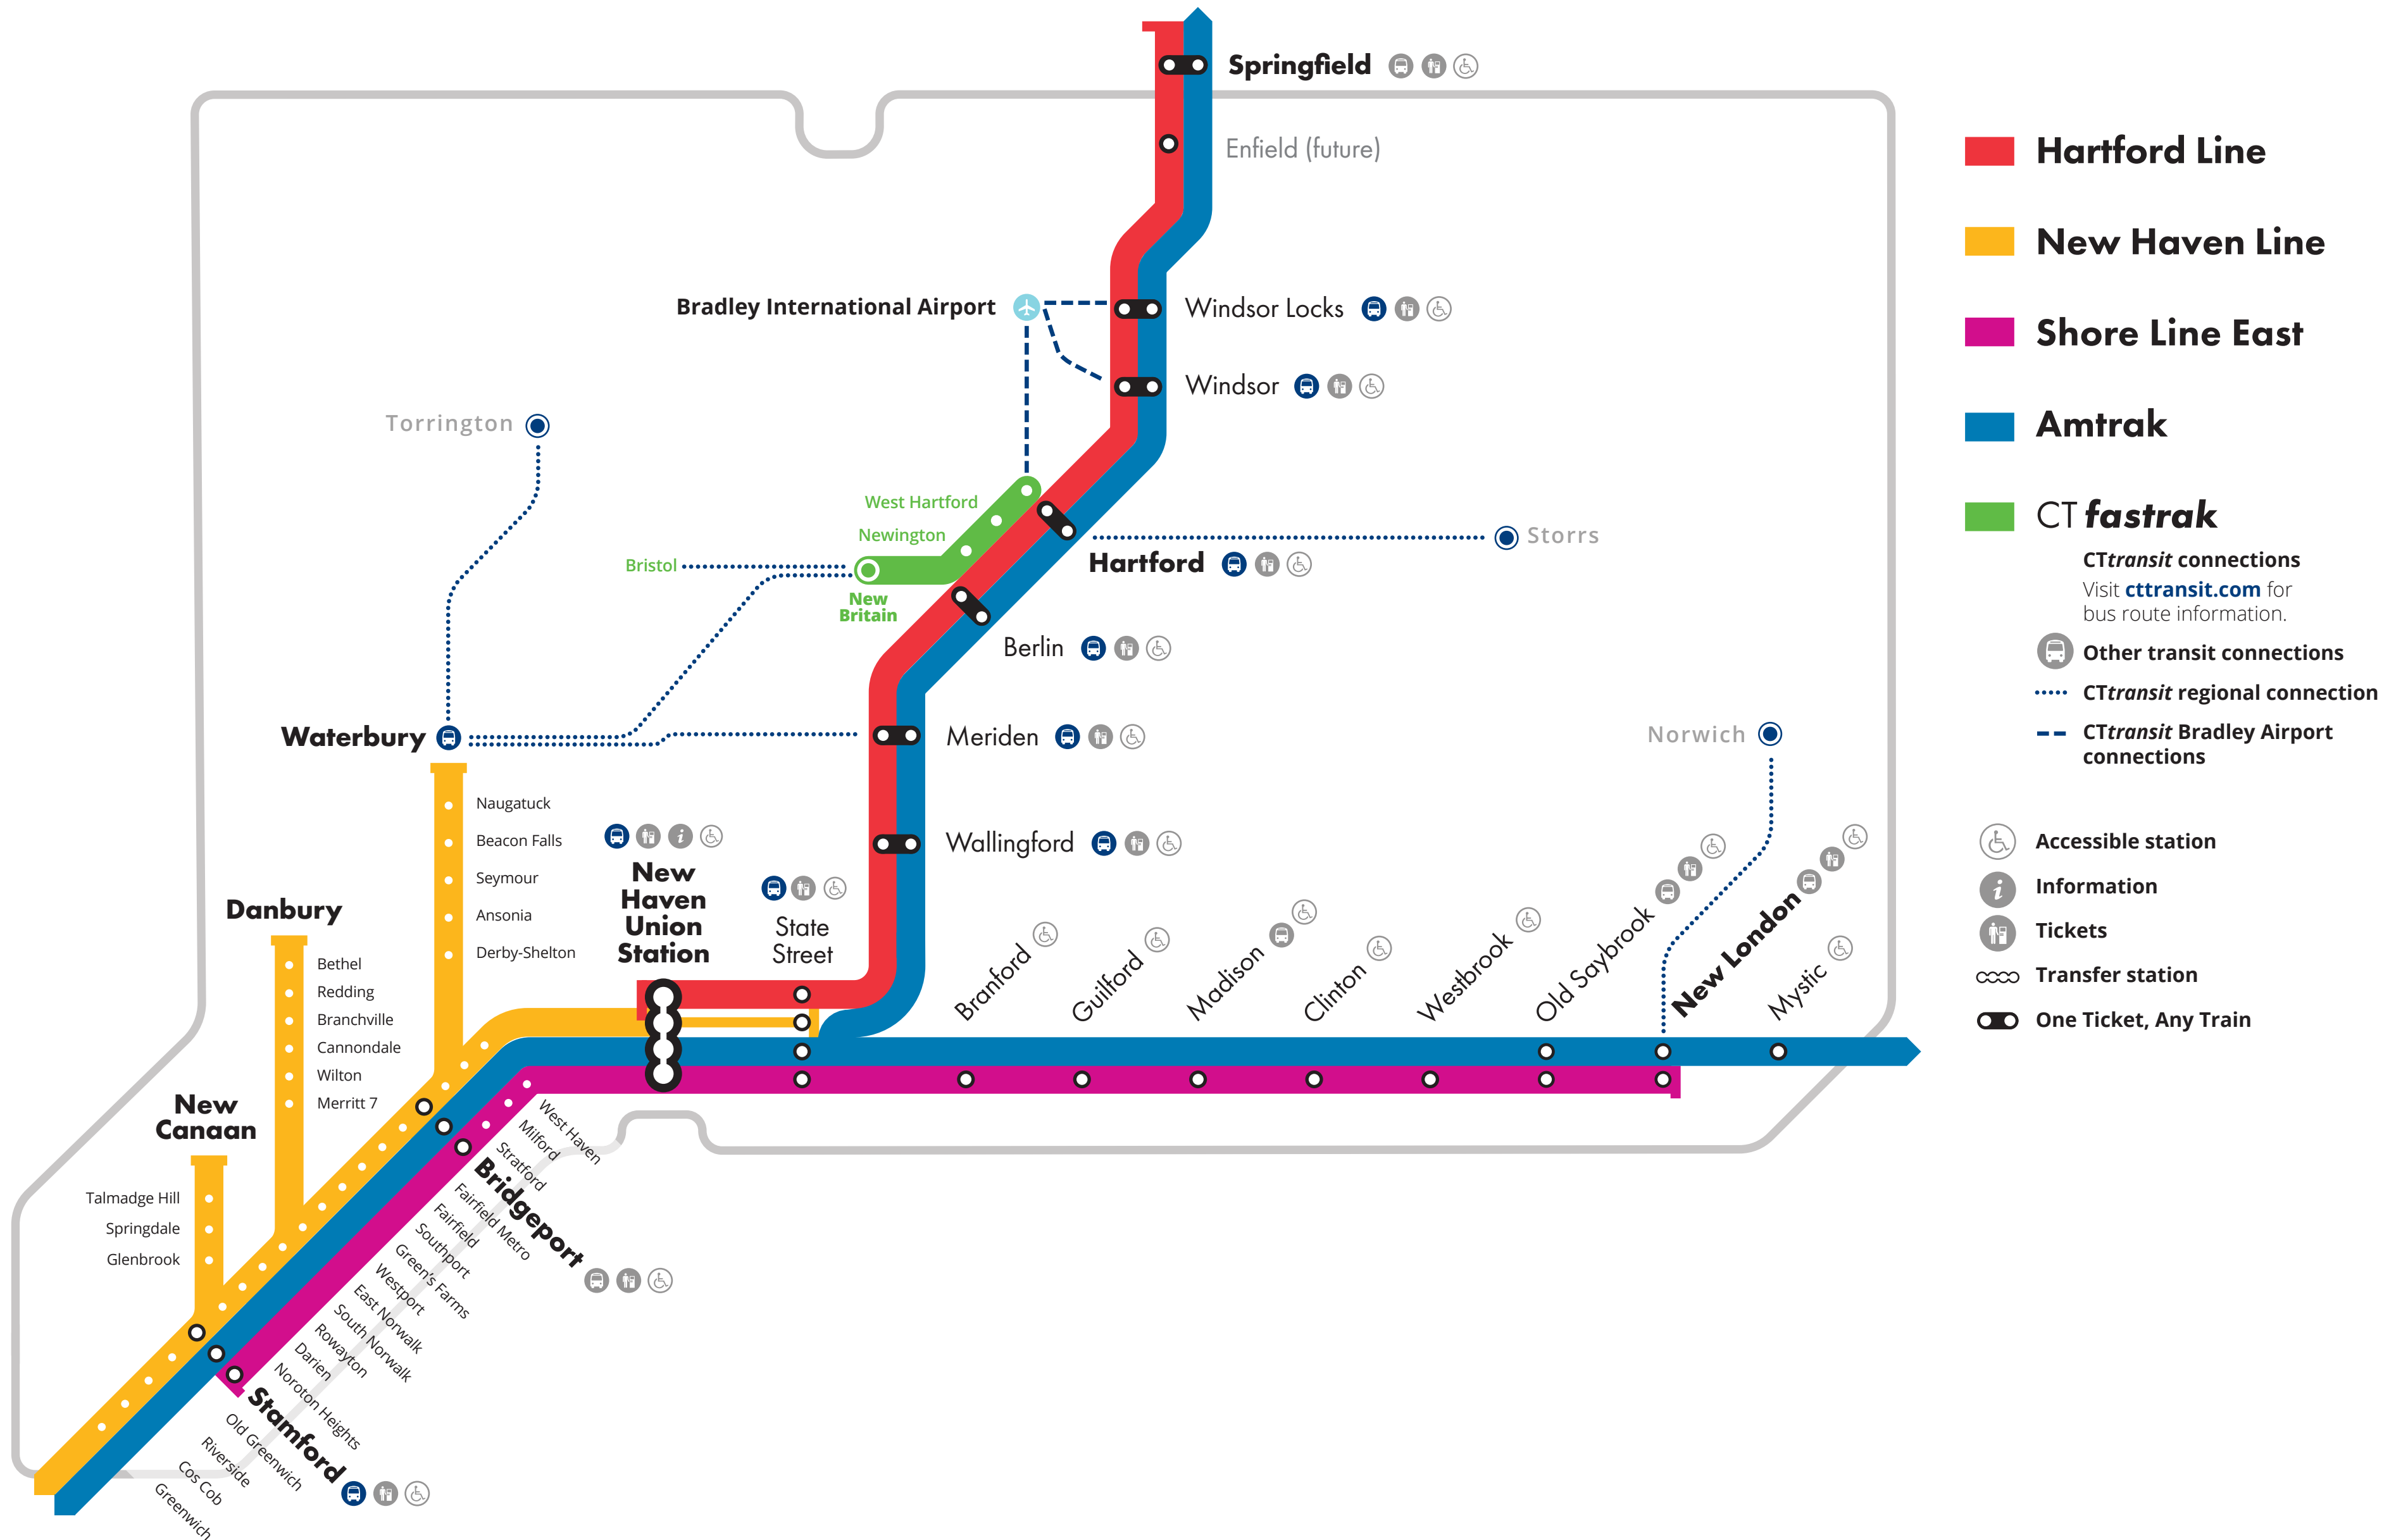 Springfield
Enfield (future)
Bradley International Airport
Windsor Locks
Windsor
Torrington
West Hartford
Newington
Bristol
New
Britain
Storrs
Hartford
Berlin
Waterbury
Meriden
Norwich
Naugatuck
Beacon Falls
Seymour
Ansonia
Derby-Shelton
Wallingford
New
Haven
Union
Station
State
Street
Danbury
Bethel
Redding
Branchville
Cannondale
Wilton
Merritt 7
New
Canaan
Talmadge Hill
Springdale
Glenbrook
Branford
Guilford
Madison
Clinton
Westbrook
Old Saybrook
New London
Mystic
West Haven
Milford
Stratford
Bridgeport
Fairfield Metro
Fairfield
Southport
Green's Farms
Westport
East Norwalk
South Norwalk
Rowayton
Darien
Noroton Heights
Stamford
Old Greenwich
Riverside
Cos Cob
Greenwich
Hartford Line
New Haven Line
Shore Line East
Amtrak
CT fastrak
CTtransit connections
Visit cttransit.com for
bus route information.
Other transit connections
CTtransit regional connection
CTtransit Bradley Airport
connections
Accessible station
i Information
Tickets
Transfer station
One Ticket, Any Train